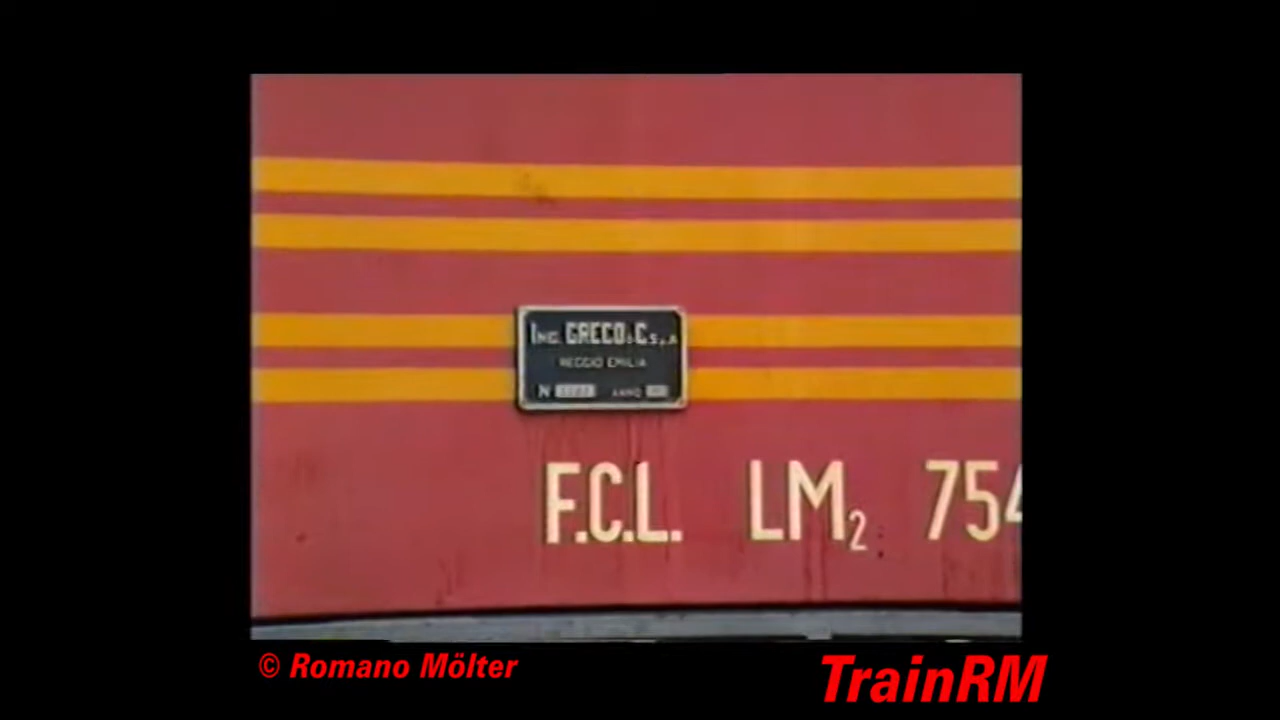 ING. GRECO & C. S.p.A
REGGIO EMILIA
N ANNO
F.C.L. LM2 754
© Romano Mölter
TrainRM